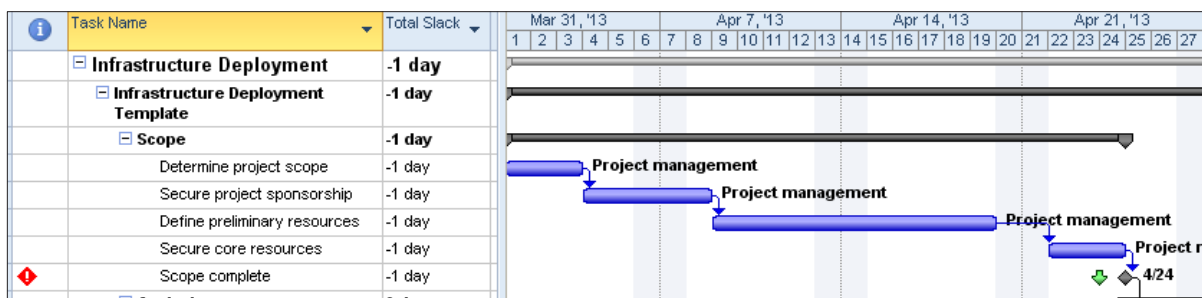 Task Name Total Slack Mar 31, '13 Apr 7, '13 Apr 14, '13 Apr 21, '13
1 2 3 4 5 6 7 8 9 10 11 12 13 14 15 16 17 18 19 20 21 22 23 24 25 26 27
Infrastructure Deployment -1 day
Infrastructure Deployment -1 day
Template
Scope -1 day
Determine project scope -1 day Project management
Secure project sponsorship -1 day Project management
Define preliminary resources -1 day Project management
Secure core resources -1 day Project
Scope complete -1 day 4/24